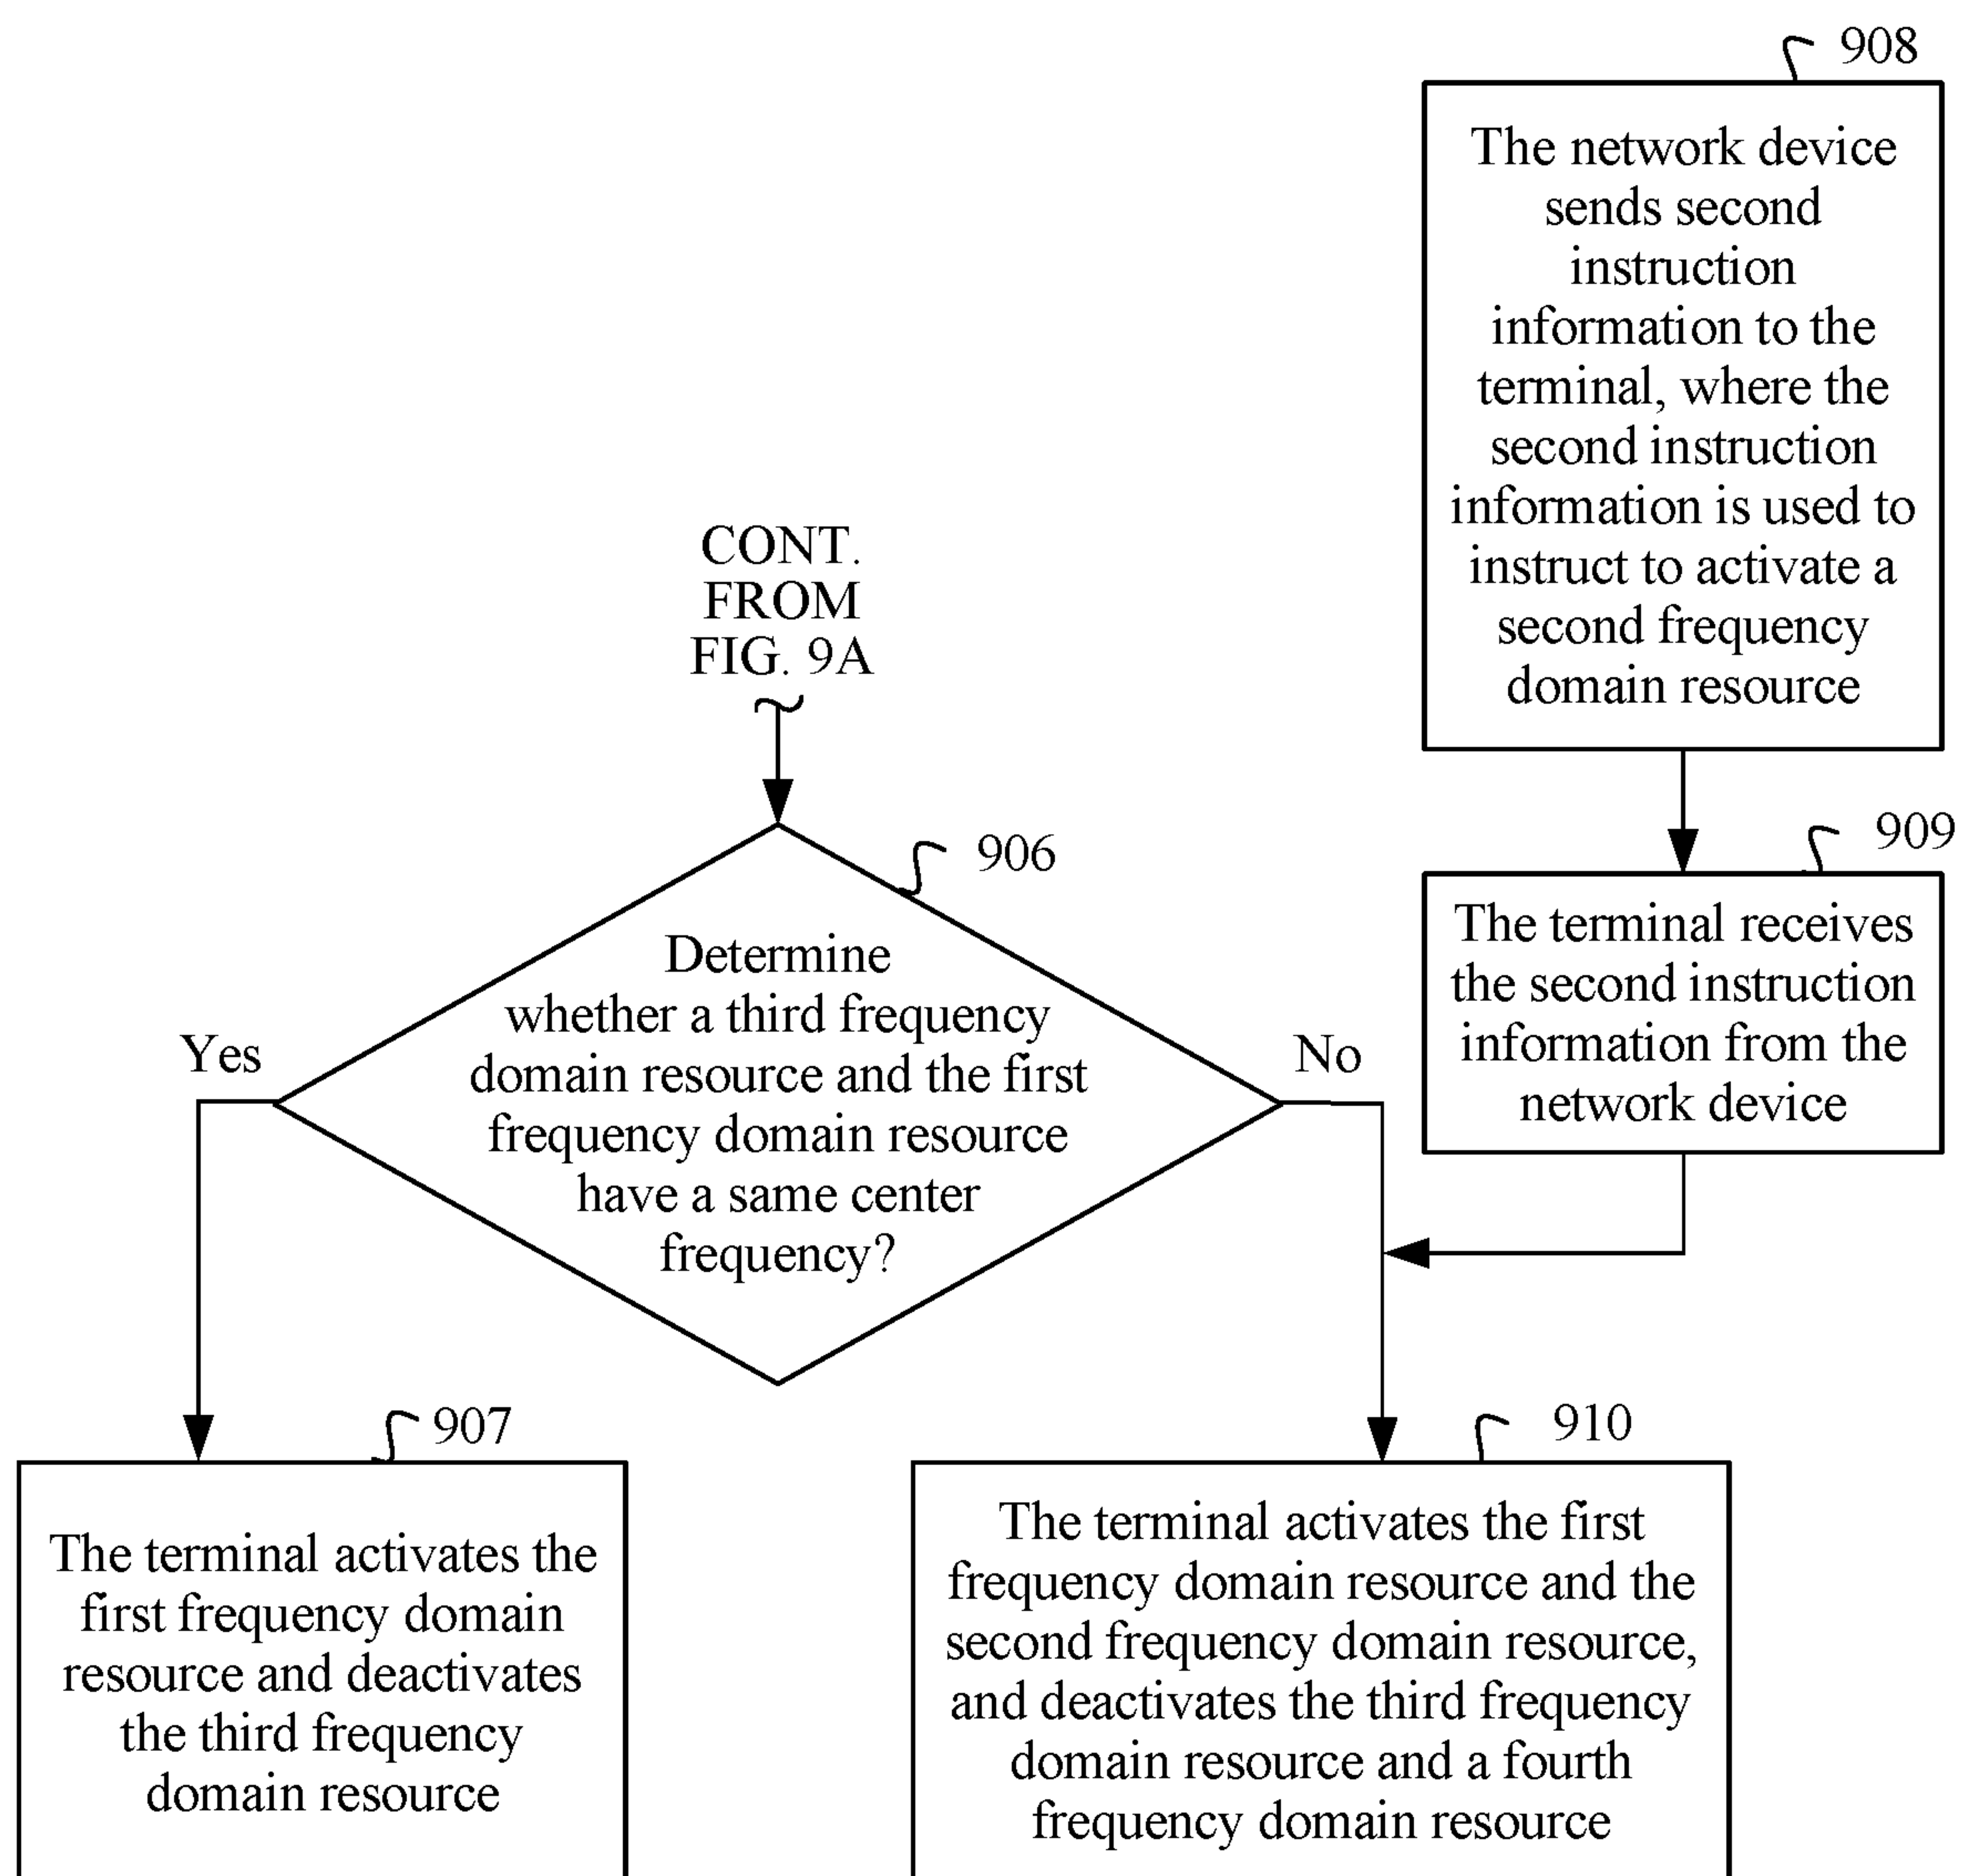 908
The network device
sends second
instruction
information to the
terminal, where the
second instruction
information is used to
instruct to activate a
second frequency
domain resource
CONT.
FROM
FIG. 9A
909
The terminal receives
the second instruction
information from the
network device
906
Determine
whether a third frequency
domain resource and the first
frequency domain resource
have a same center
frequency?
Yes
No
907
The terminal activates the
first frequency domain
resource and deactivates
the third frequency
domain resource
910
The terminal activates the first
frequency domain resource and the
second frequency domain resource,
and deactivates the third frequency
domain resource and a fourth
frequency domain resource